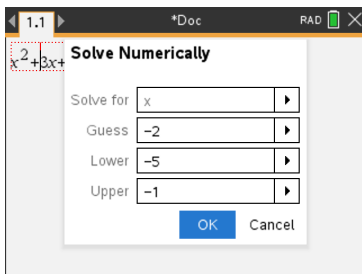 1.1 *Doc RAD
x²+3x+
Solve Numerically
Solve for x
Guess −2
Lower −5
Upper −1
OK Cancel